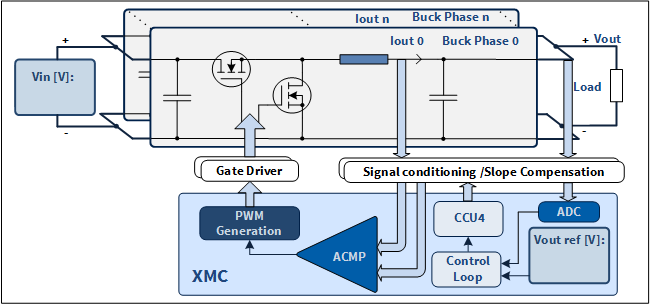 Iout n Buck Phase n
Iout 0 Buck Phase 0
+ + Vout
Vin [V]:
Load
- -
Gate Driver
Signal conditioning /Slope Compensation
PWM
Generation
ACMP
CCU4
ADC
Vout ref [V]:
Control
Loop
XMC